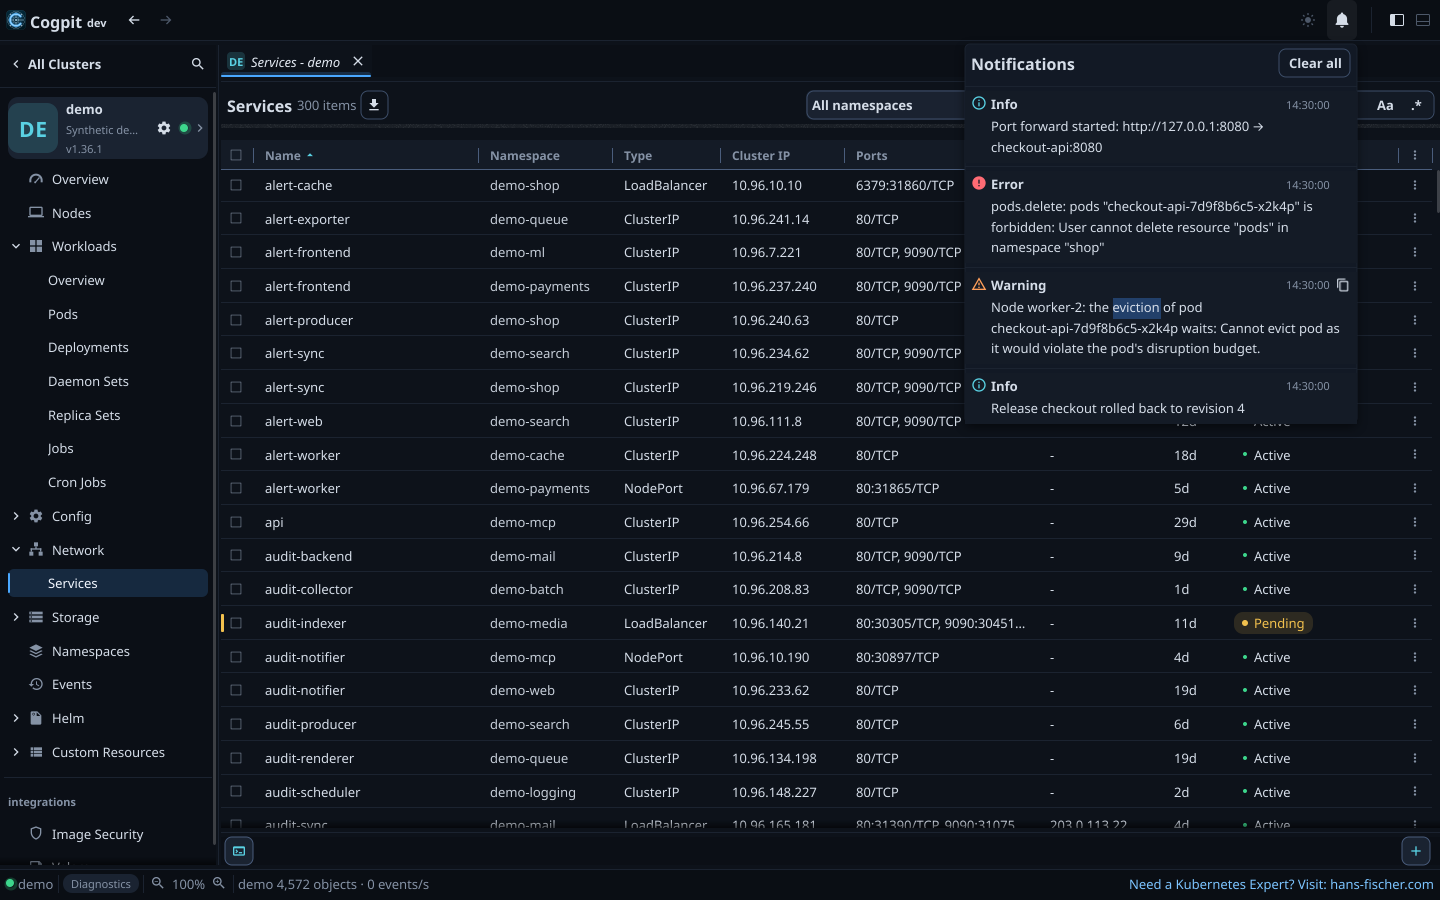 Cogpit dev
All Clusters
DE
demo
Synthetic de...
v1.36.1
Overview
Nodes
Workloads
Overview
Pods
Deployments
Daemon Sets
Replica Sets
Jobs
Cron Jobs
Config
Network
Services
Storage
Namespaces
Events
Helm
Custom Resources
integrations
Image Security
DE Services - demo
Services 300 items
All namespaces
Aa .*
Name Namespace Type Cluster IP Ports
alert-cache demo-shop LoadBalancer 10.96.10.10 6379:31860/TCP
alert-exporter demo-queue ClusterIP 10.96.241.14 80/TCP
alert-frontend demo-ml ClusterIP 10.96.7.221 80/TCP, 9090/TCP
alert-frontend demo-payments ClusterIP 10.96.237.240 80/TCP, 9090/TCP
alert-producer demo-shop ClusterIP 10.96.240.63 80/TCP
alert-sync demo-search ClusterIP 10.96.234.62 80/TCP, 9090/TCP
alert-sync demo-shop ClusterIP 10.96.219.246 80/TCP, 9090/TCP
alert-web demo-search ClusterIP 10.96.111.8 80/TCP, 9090/TCP
alert-worker demo-cache ClusterIP 10.96.224.248 80/TCP - 18d Active
alert-worker demo-payments NodePort 10.96.67.179 80:31865/TCP - 5d Active
api demo-mcp ClusterIP 10.96.254.66 80/TCP - 29d Active
audit-backend demo-mail ClusterIP 10.96.214.8 80/TCP, 9090/TCP - 9d Active
audit-collector demo-batch ClusterIP 10.96.208.83 80/TCP, 9090/TCP - 1d Active
audit-indexer demo-media LoadBalancer 10.96.140.21 80:30305/TCP, 9090:30451... - 11d Pending
audit-notifier demo-mcp NodePort 10.96.10.190 80:30897/TCP - 4d Active
audit-notifier demo-web ClusterIP 10.96.233.62 80/TCP - 19d Active
audit-producer demo-search ClusterIP 10.96.245.55 80/TCP - 6d Active
audit-renderer demo-queue ClusterIP 10.96.134.198 80/TCP - 19d Active
audit-scheduler demo-logging ClusterIP 10.96.148.227 80/TCP - 2d Active
audit-sync demo-mail LoadBalancer 10.96.165.181 80:31390/TCP, 9090:31075 203.0.113.22 4d Active
Notifications Clear all
Info 14:30:00
Port forward started: http://127.0.0.1:8080 →
checkout-api:8080
Error 14:30:00
pods.delete: pods "checkout-api-7d9f8b6c5-x2k4p" is
forbidden: User cannot delete resource "pods" in
namespace "shop"
Warning 14:30:00
Node worker-2: the eviction of pod
checkout-api-7d9f8b6c5-x2k4p waits: Cannot evict pod as
it would violate the pod's disruption budget.
Info 14:30:00
Release checkout rolled back to revision 4
demo Diagnostics 100% demo 4,572 objects · 0 events/s
Need a Kubernetes Expert? Visit: hans-fischer.com